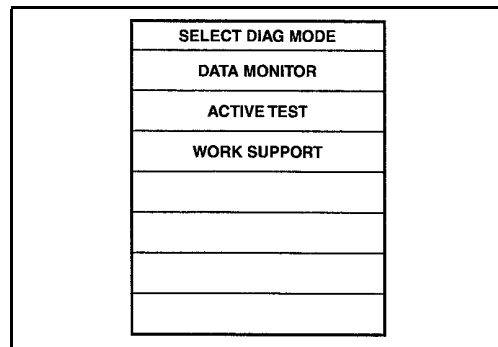 SELECT DIAG MODE
DATA MONITOR
ACTIVE TEST
WORK SUPPORT